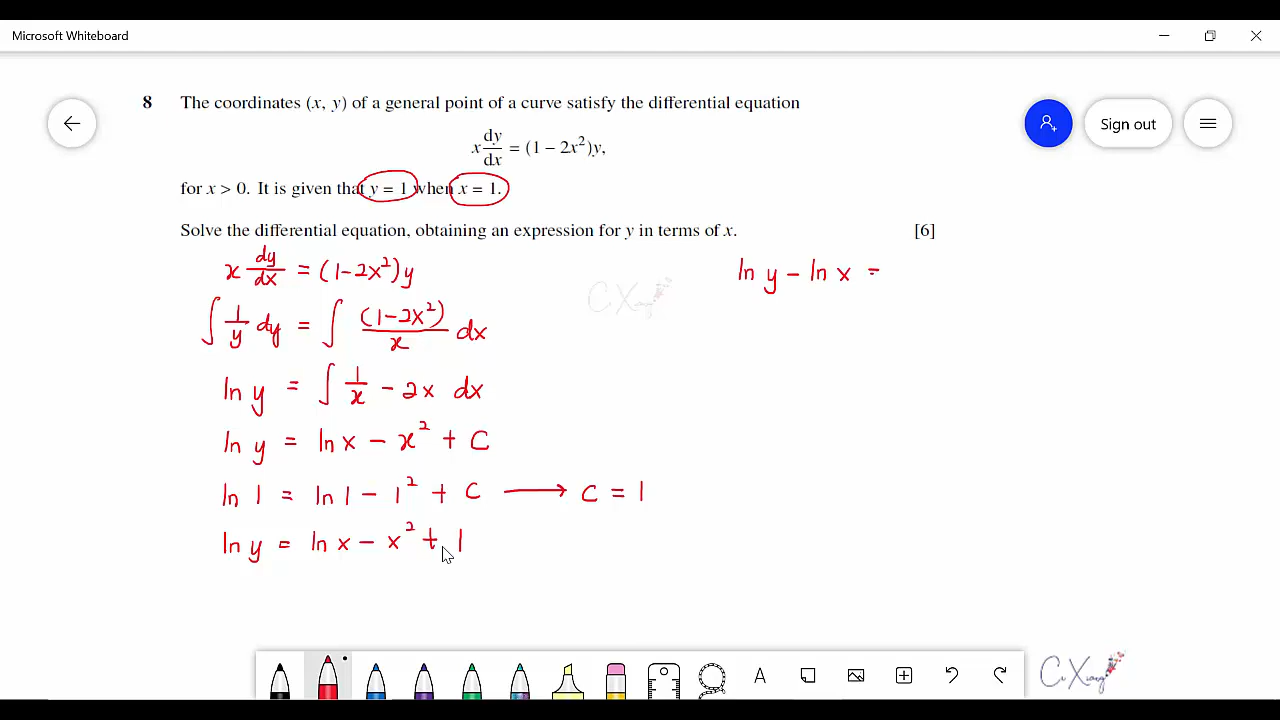 Microsoft Whiteboard
Sign out
8 The coordinates (x, y) of a general point of a curve satisfy the differential equation
x dy/dx = (1 − 2x²)y,
for x > 0. It is given that y = 1 when x = 1.
Solve the differential equation, obtaining an expression for y in terms of x. [6]
x dy/dx = (1-2x²)y
∫ 1/y dy = ∫ (1-2x²)/x dx
ln y = ∫ 1/x - 2x dx
ln y = ln x - x² + C
ln 1 = ln 1 - 1² + C ⟶ C = 1
ln y = ln x - x² + 1
ln y - ln x =
CXiang
A
CXiang